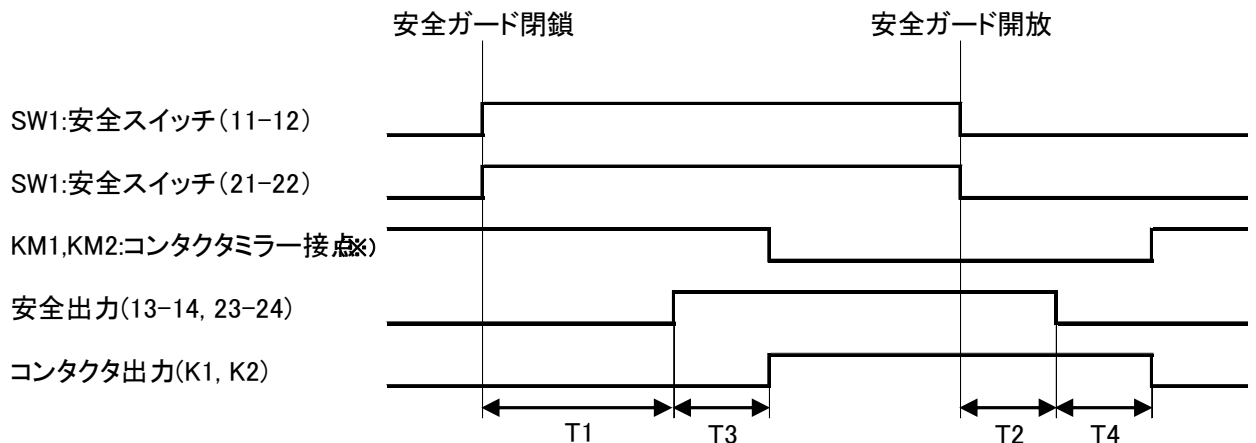 安全ガード閉鎖
安全ガード開放
SW1:安全スイッチ(11-12)
SW1:安全スイッチ(21-22)
KM1,KM2:コンタクタミラー接点※)
安全出力(13-14, 23-24)
コンタクタ出力(K1, K2)
T1
T3
T2
T4